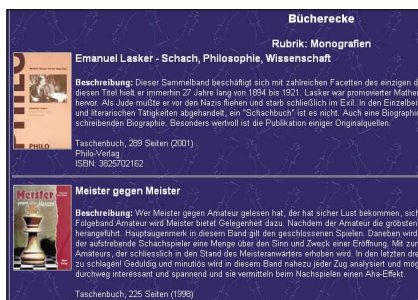 Bücherecke
Rubrik: Monografien
Emanuel Lasker - Schach, Philosophie, Wissenschaft
Beschreibung: Dieser Sammelband beschäftigt sich mit zahlreichen Facetten des einzigen d
diesen Titel hielt er immerhin 27 Jahre lang von 1894 bis 1921. Lasker war promovierter Mathem
hervor. Als Jude mußte er vor den Nazis fliehen und starb schließlich im Exil. In den Einzelbei
und literarischen Tätigkeiten abgehandelt, ein "Schachbuch" ist es nicht. Auch eine Biographie
schreibenden Biographie. Besonders wertvoll ist die Publikation einiger Originalquellen.
Taschenbuch, 289 Seiten (2001)
Philo-Verlag
ISBN: 3825702162
PHILO
PHILO
Meister gegen Meister
Beschreibung: Wer Meister gegen Amateur gelesen hat, der hat sicher Lust bekommen, sich
Folgeband Amateur wird Meister bietet Gelegenheit dazu. Nachdem der Amateur die gröbsten
herangeführt. Hauptaugenmerk in diesem Band gilt den geschlossenen Spielen. Daneben wird
der aufstrebende Schachspieler eine Menge über den Sinn und Zweck einer Eröffnung. Mit zun
Amateurs, der schliesslich in den Stand des Meisteranwärters erhoben wird. In den letzten dre
zu schlagen! Geduldig und minutiös wird in diesem Band nahezu jeder Zug analysiert und mög
durchweg interessant und spannend und sie vermitteln beim Nachspielen einen Aha-Effekt.
Taschenbuch, 225 Seiten (1998)
Meister